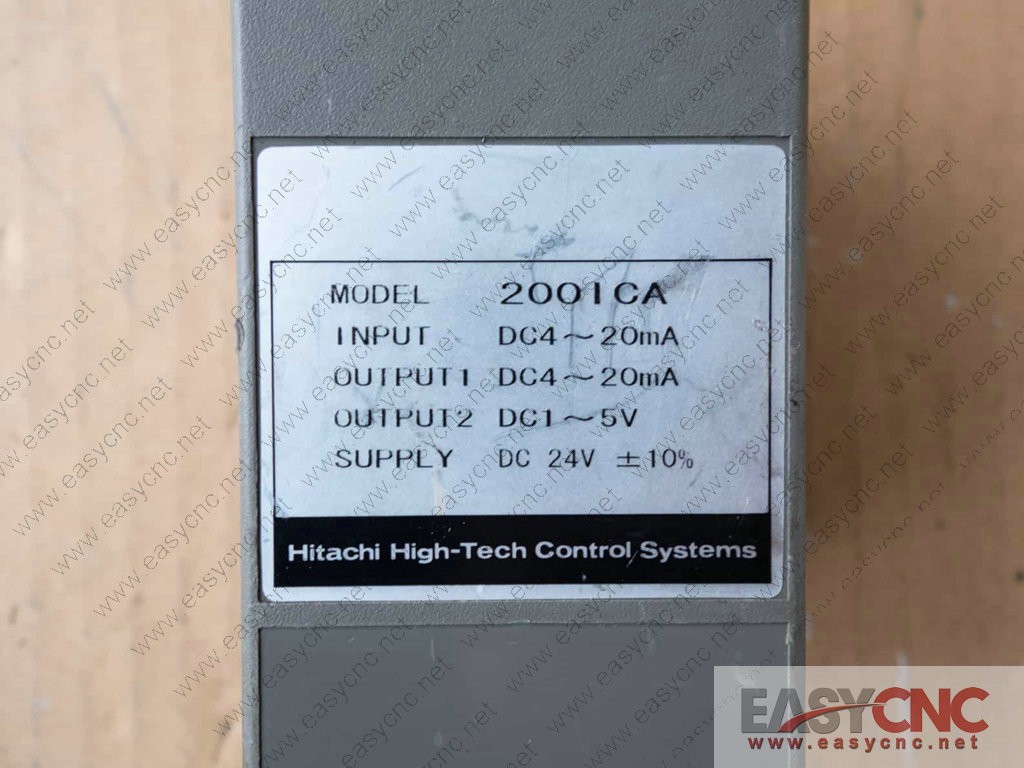 MODEL 2001CA
INPUT DC4～20mA
OUTPUT1 DC4～20mA
OUTPUT2 DC1～5V
SUPPLY DC 24V ±10%
Hitachi High-Tech Control Systems
EASYCNC
www.easycnc.net